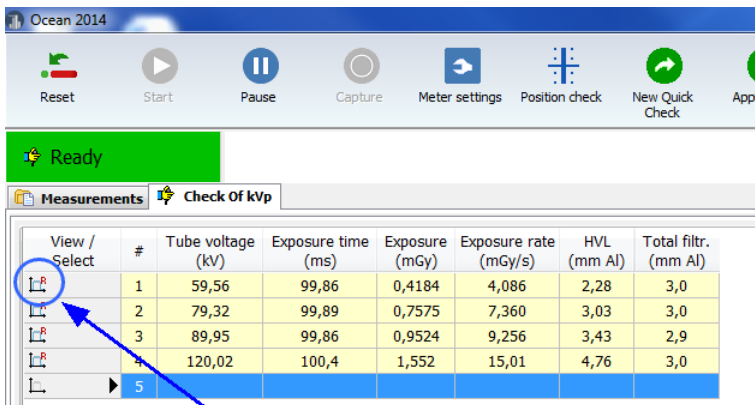 Ocean 2014
Reset Start Pause Capture Meter settings Position check New Quick Check App
Ready
Measurements Check Of kVp
View / Select # Tube voltage (kV) Exposure time (ms) Exposure (mGy) Exposure rate (mGy/s) HVL (mm Al) Total filtr. (mm Al)
R 1 59,56 99,86 0,4184 4,086 2,28 3,0
R 2 79,32 99,89 0,7575 7,360 3,03 3,0
R 3 89,95 99,86 0,9524 9,256 3,43 2,9
R 4 120,02 100,4 1,552 15,01 4,76 3,0
5